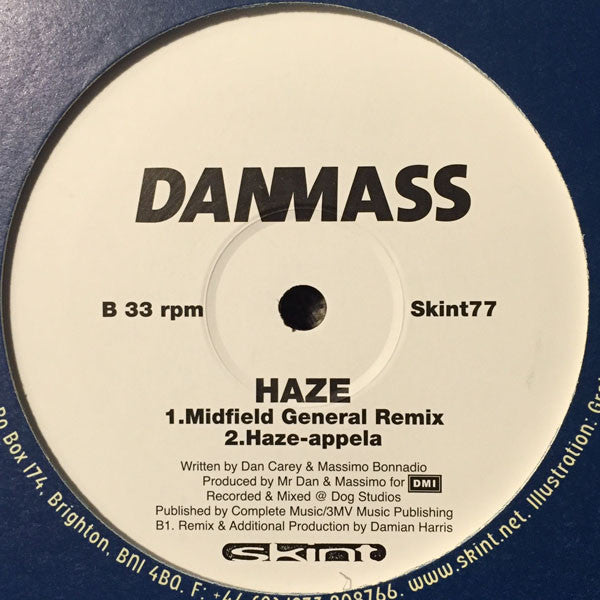 DANMASS
B 33 rpm
Skint77
HAZE
1.Midfield General Remix
2.Haze-appela
Written by Dan Carey & Massimo Bonnadio
Produced by Mr Dan & Massimo for DMI
Recorded & Mixed @ Dog Studios
Published by Complete Music/3MV Music Publishing
B1. Remix & Additional Production by Damian Harris
skint
PO Box 174, Brighton, BN1 4BQ. F: www.skint.net. Illustration: